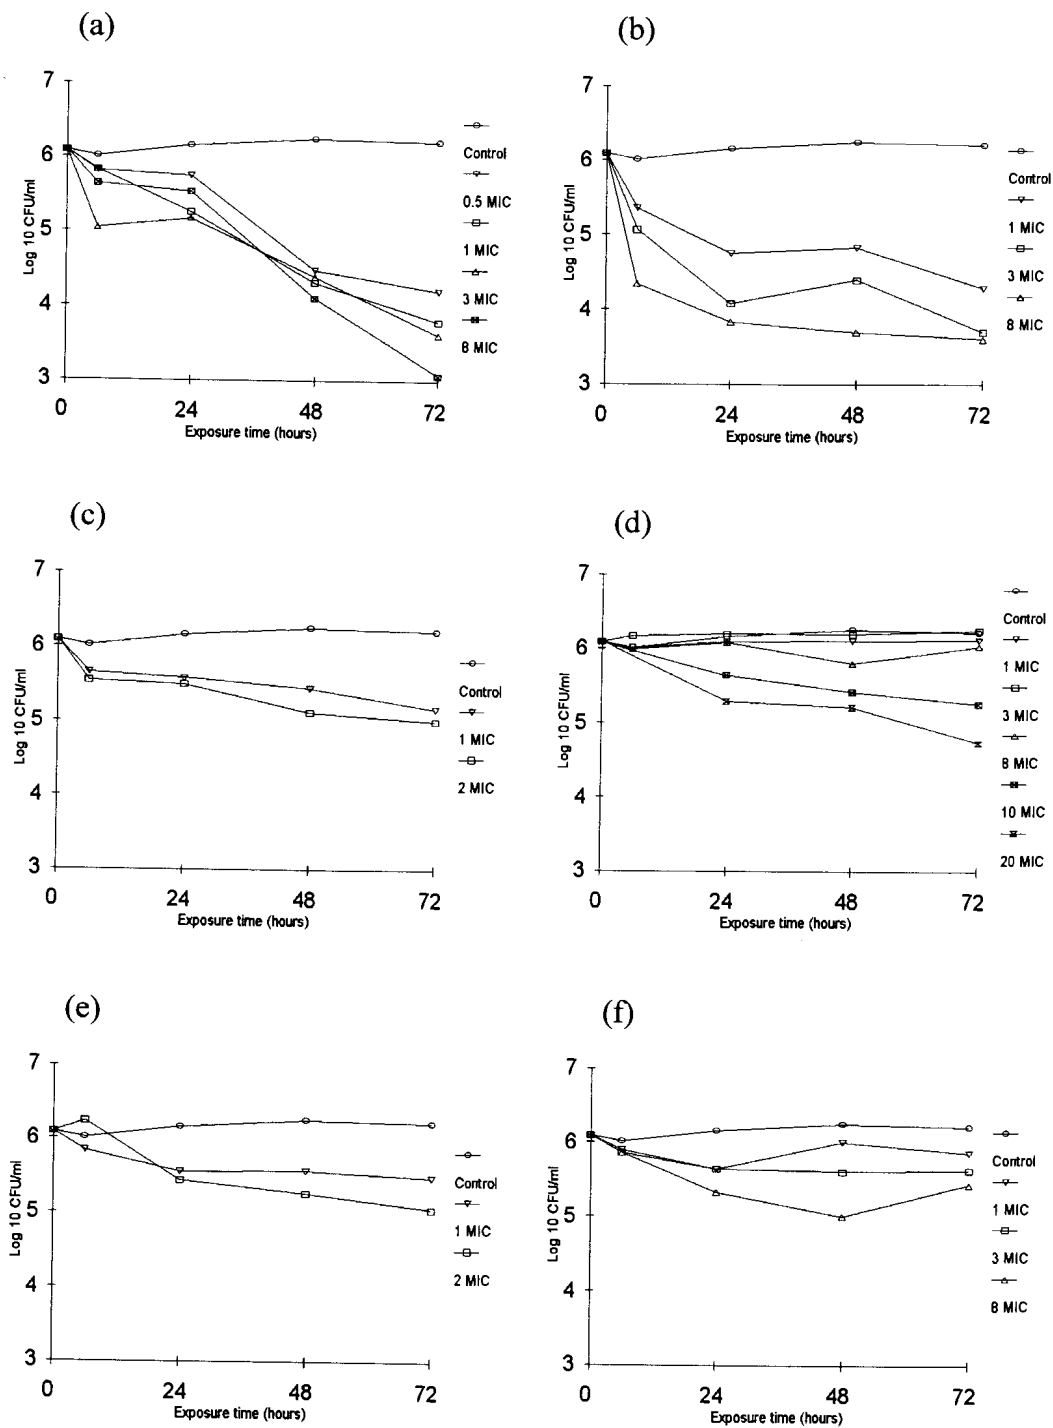 (a)
7
6
5
4
3
Log 10 CFU/ml
0
24
48
72
Exposure time (hours)
Control
0.5 MIC
1 MIC
3 MIC
8 MIC
(b)
7
6
5
4
3
Log 10 CFU/ml
0
24
48
72
Exposure time (hours)
Control
1 MIC
3 MIC
8 MIC
(c)
7
6
5
4
3
Log 10 CFU/ml
0
24
48
72
Exposure time (hours)
Control
1 MIC
2 MIC
(d)
7
6
5
4
3
Log 10 CFU/ml
0
24
48
72
Exposure time (hours)
Control
1 MIC
3 MIC
8 MIC
10 MIC
20 MIC
(e)
7
6
5
4
3
Log 10 CFU/ml
0
24
48
72
Exposure time (hours)
Control
1 MIC
2 MIC
(f)
7
6
5
4
3
Log 10 CFU/ml
0
24
48
72
Exposure time (hours)
Control
1 MIC
3 MIC
8 MIC